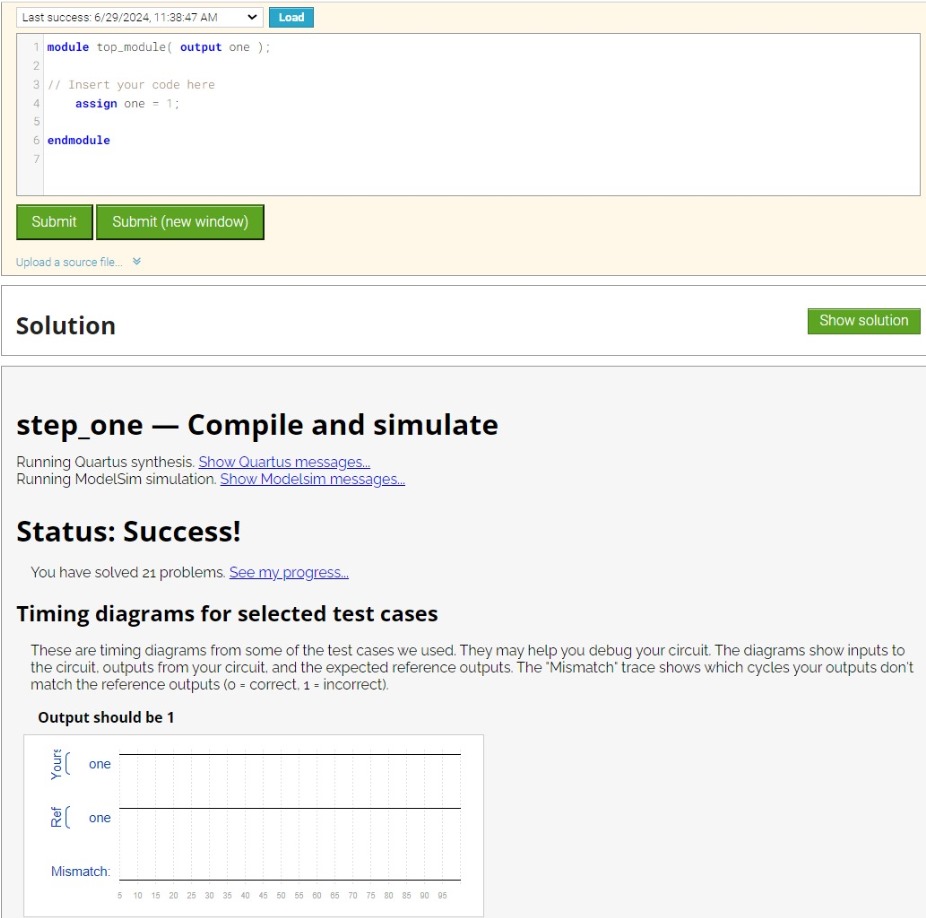 Last success: 6/29/2024, 11:38:47 AM Load
1 module top_module( output one );
2
3 // Insert your code here
4 assign one = 1;
5
6 endmodule
7
Submit Submit (new window)
Upload a source file...
Solution Show solution
step_one — Compile and simulate
Running Quartus synthesis. Show Quartus messages...
Running ModelSim simulation. Show Modelsim messages...
Status: Success!
You have solved 21 problems. See my progress...
Timing diagrams for selected test cases
These are timing diagrams from some of the test cases we used. They may help you debug your circuit. The diagrams show inputs to
the circuit, outputs from your circuit, and the expected reference outputs. The "Mismatch" trace shows which cycles your outputs don't
match the reference outputs (0 = correct, 1 = incorrect).
Output should be 1
Yours one
Ref one
Mismatch:
5 10 15 20 25 30 35 40 45 50 55 60 65 70 75 80 85 90 95